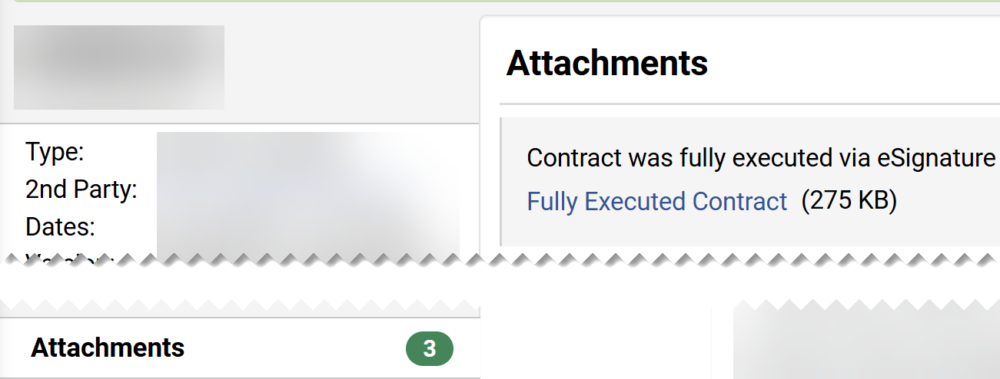 Attachments
Type:
2nd Party:
Dates:
Contract was fully executed via eSignature
Fully Executed Contract (275 KB)
Attachments 3